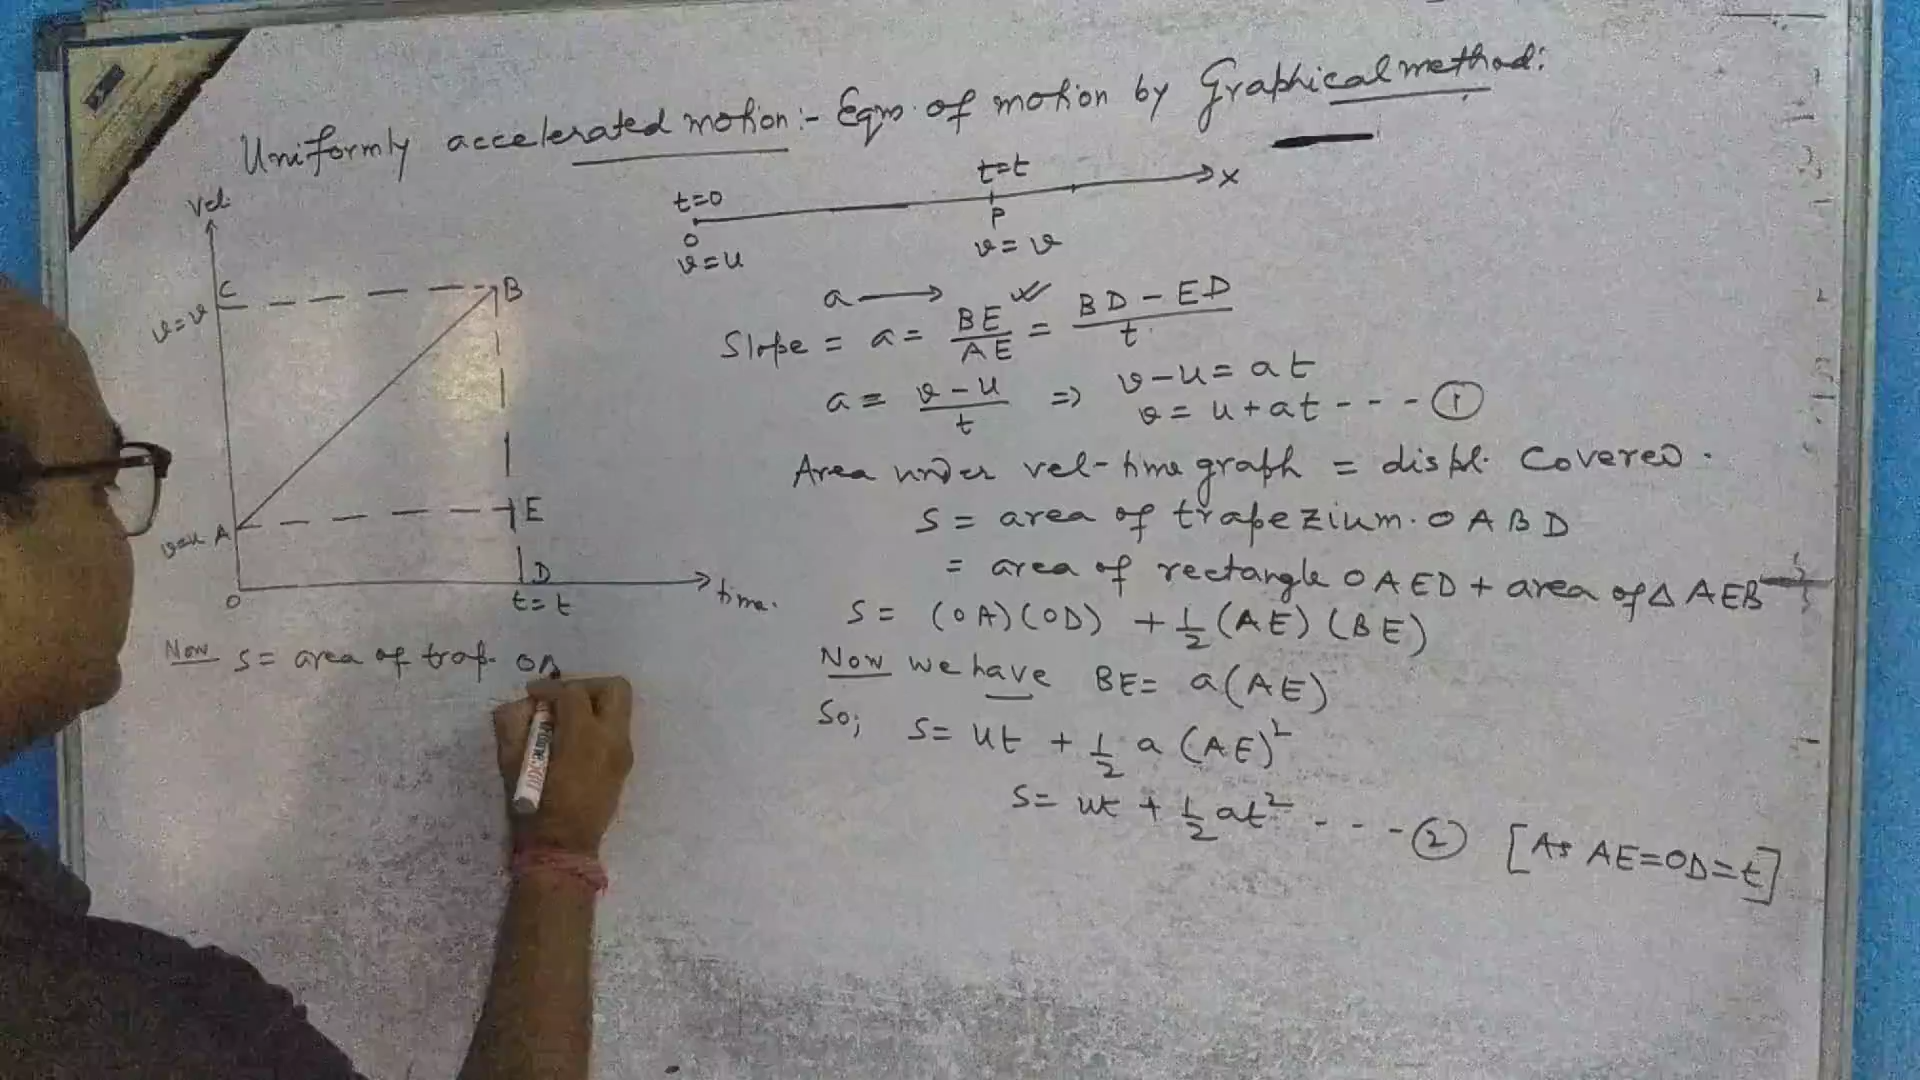 Uniformly accelerated motion:- Eqns. of motion by Graphical method:
t=0
t=t
X
O
P
v=u
v=v
Vel.
C
B
v=v
A
v=u
E
D
O
t=t
time.
a →
Slope = a = BE/AE = BD-ED/t
a = v-u/t => v-u = at
v = u+at --- ①
Area under vel-time graph = displ. Covered.
S = area of trapezium. OABD
= area of rectangle OAED + area of Δ AEB
S = (OA)(OD) + 1/2 (AE)(BE)
Now we have BE = a(AE)
So; S = ut + 1/2 a (AE)²
S = ut + 1/2 at² --- ② [As AE=OD=t]
Now S = area of trap. OA